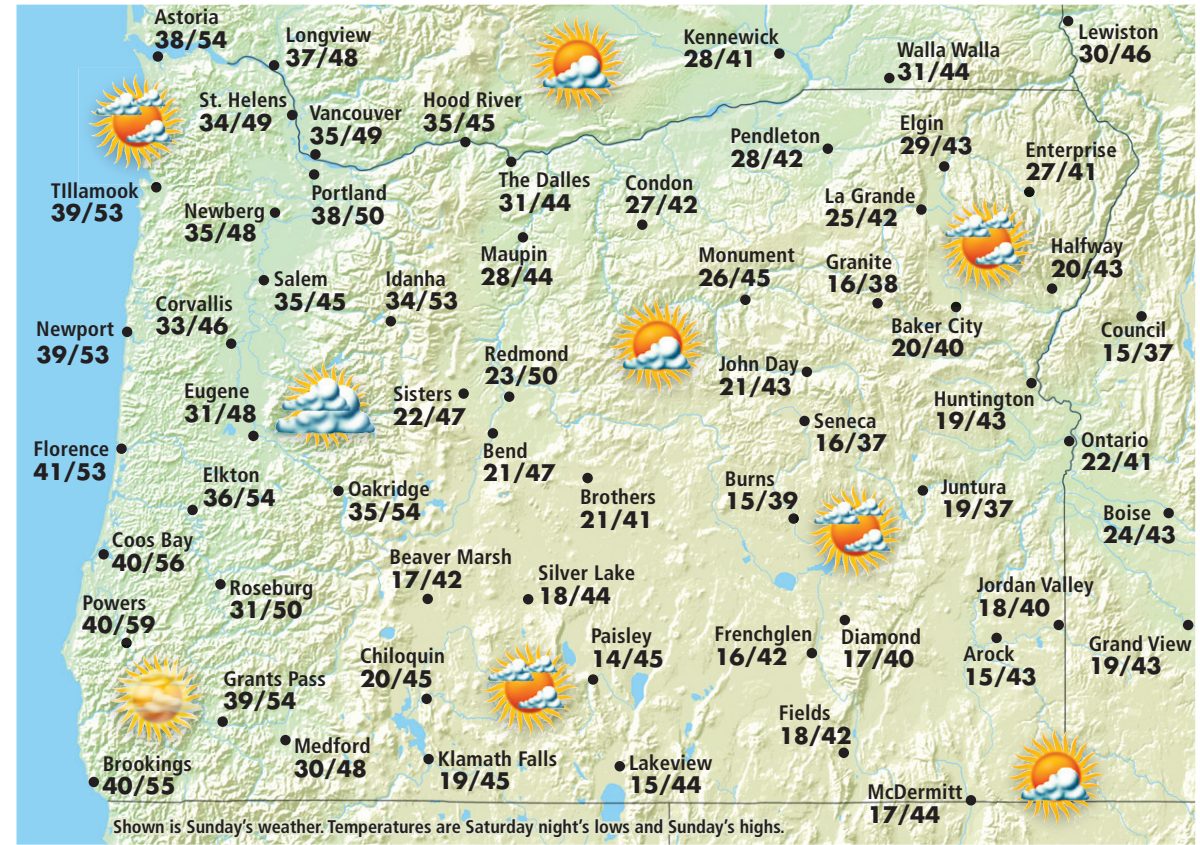 Astoria
38/54
Longview
37/48
Kennewick
28/41
Walla Walla
31/44
Lewiston
30/46
St. Helens
34/49
Vancouver
35/49
Hood River
35/45
Pendleton
28/42
Elgin
29/43
Enterprise
27/41
TIllamook
39/53
Newberg
35/48
Portland
38/50
The Dalles
31/44
Condon
27/42
La Grande
25/42
Maupin
28/44
Monument
26/45
Granite
16/38
Halfway
20/43
Salem
35/45
Idanha
34/53
Corvallis
33/46
Newport
39/53
Baker City
20/40
Council
15/37
Redmond
23/50
John Day
21/43
Eugene
31/48
Sisters
22/47
Huntington
19/43
Seneca
16/37
Florence
41/53
Bend
21/47
Ontario
22/41
Elkton
36/54
Oakridge
35/54
Brothers
21/41
Burns
15/39
Juntura
19/37
Boise
24/43
Coos Bay
40/56
Beaver Marsh
17/42
Silver Lake
18/44
Roseburg
31/50
Jordan Valley
18/40
Powers
40/59
Paisley
14/45
Frenchglen
16/42
Diamond
17/40
Arock
15/43
Grand View
19/43
Chiloquin
20/45
Grants Pass
39/54
Fields
18/42
Medford
30/48
Klamath Falls
19/45
Lakeview
15/44
Brookings
40/55
McDermitt
17/44
Shown is Sunday’s weather. Temperatures are Saturday night’s lows and Sunday’s highs.